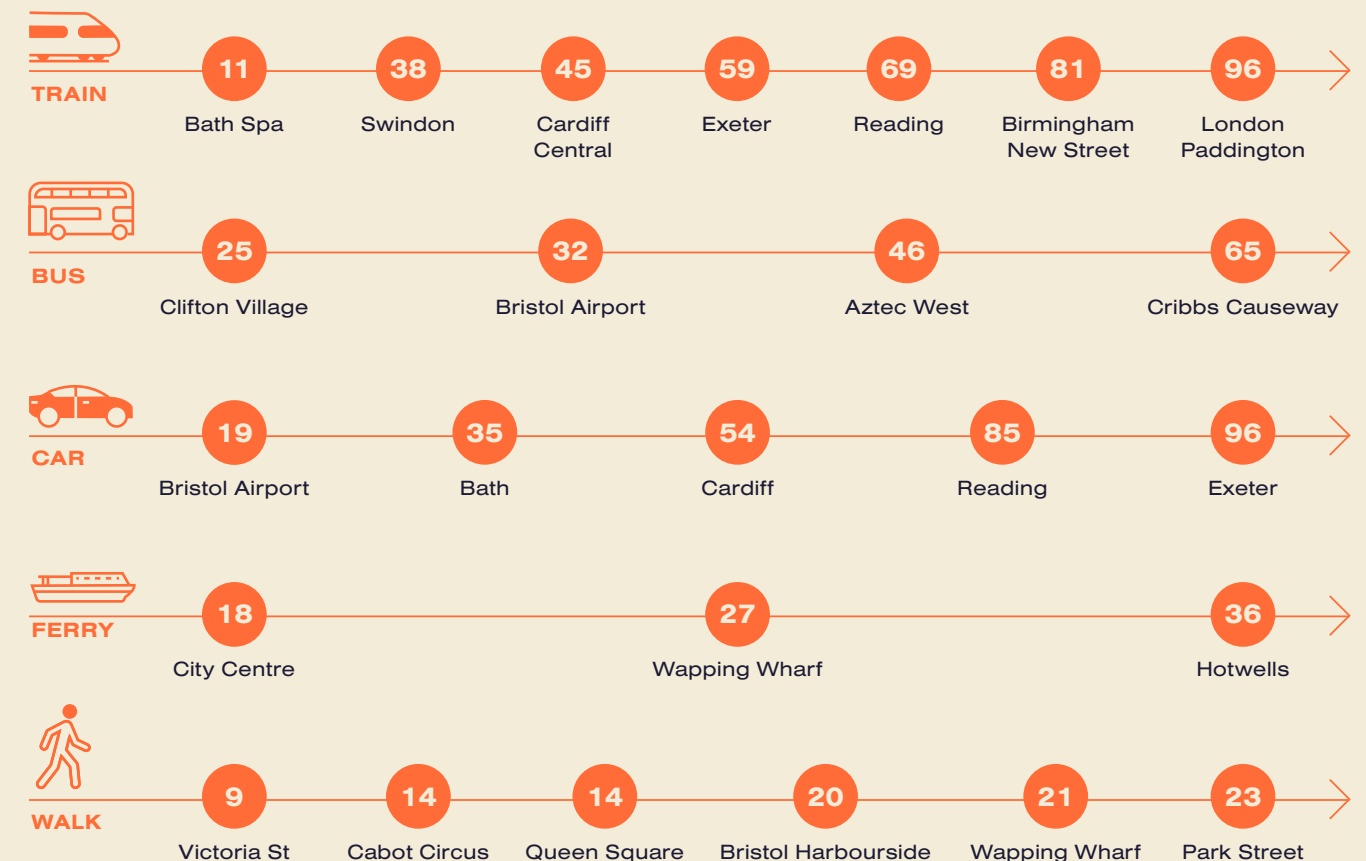 TRAIN
11 38 45 59 69 81 96
Bath Spa Swindon Cardiff Central Exeter Reading Birmingham New Street London Paddington
BUS
25 32 46 65
Clifton Village Bristol Airport Aztec West Cribbs Causeway
CAR
19 35 54 85 96
Bristol Airport Bath Cardiff Reading Exeter
FERRY
18 27 36
City Centre Wapping Wharf Hotwells
WALK
9 14 14 20 21 23
Victoria St Cabot Circus Queen Square Bristol Harbourside Wapping Wharf Park Street